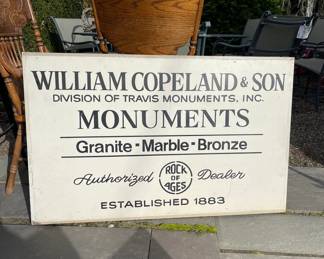 WILLIAM COPELAND & SON
DIVISION OF TRAVIS MONUMENTS, INC.
MONUMENTS
Granite - Marble - Bronze
Authorized ROCK OF AGES Dealer
ESTABLISHED 1883